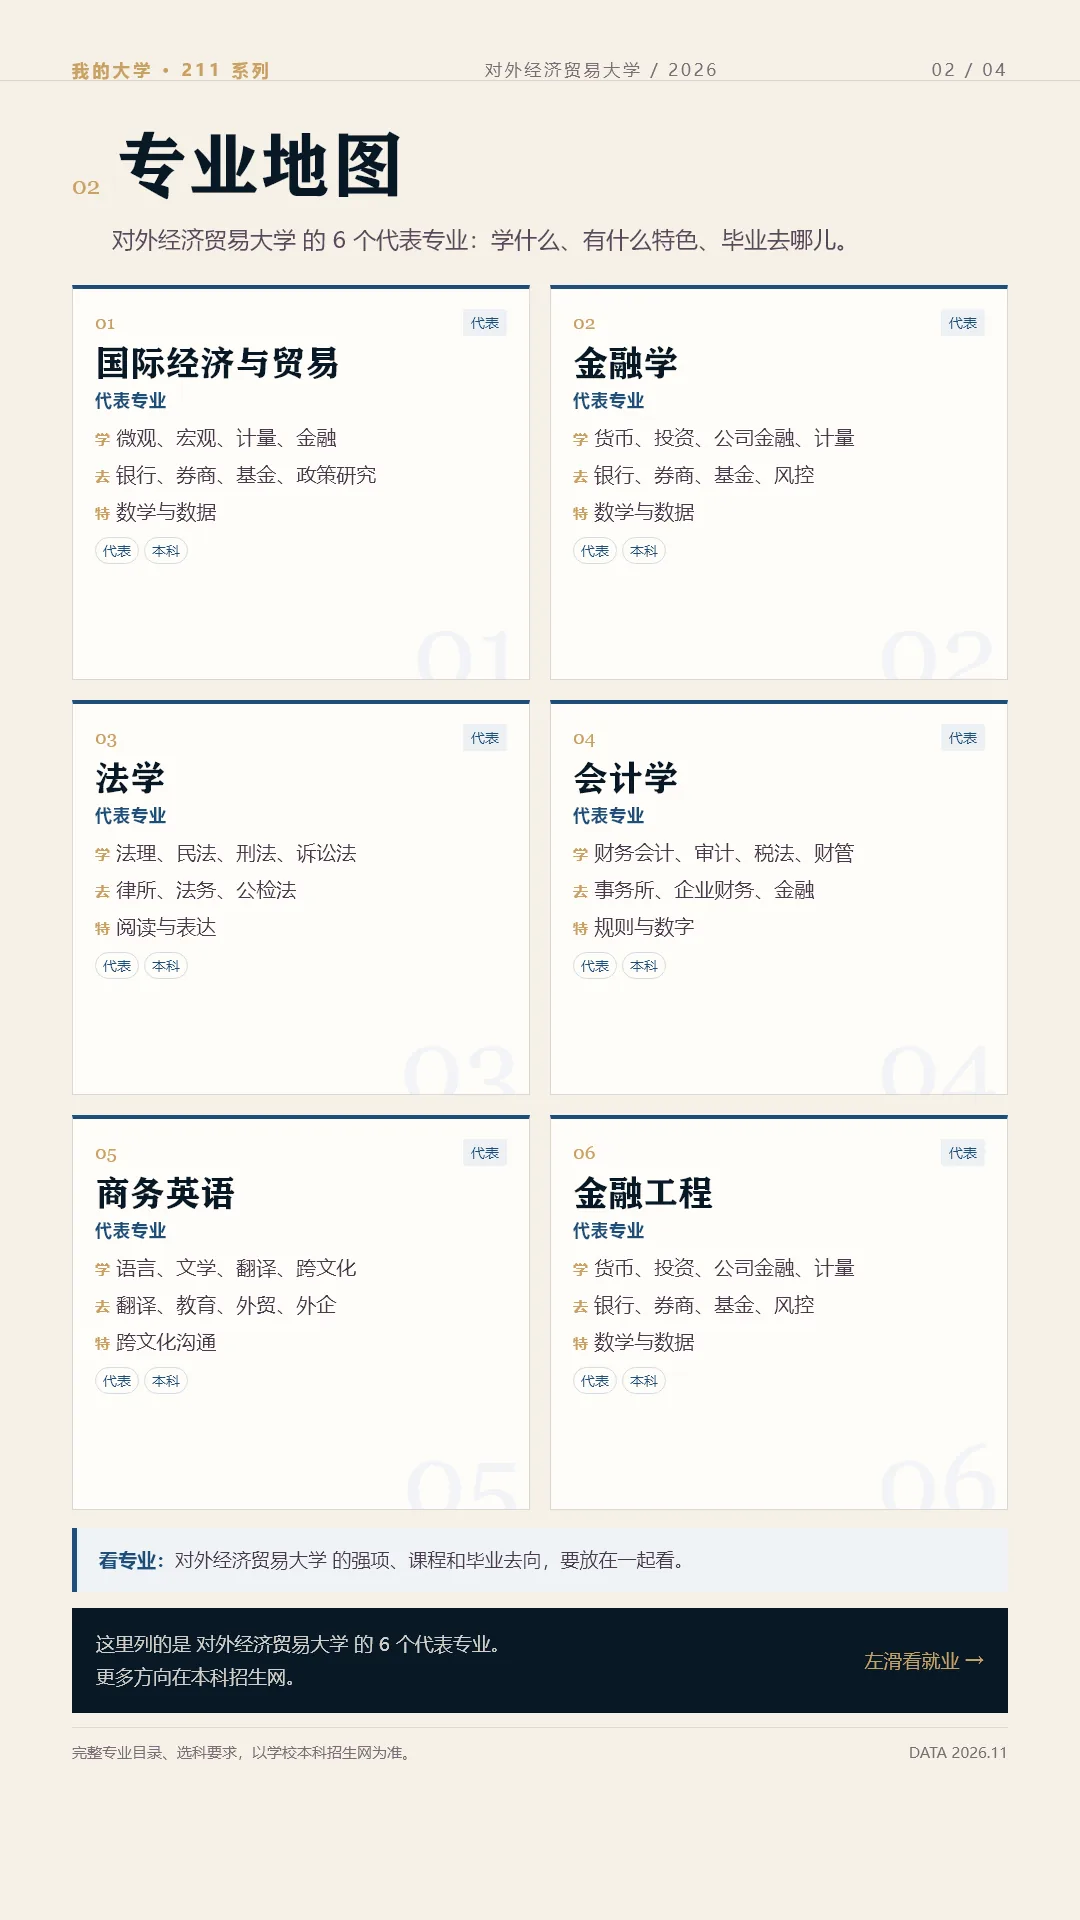 我的大学 • 211 系列
对外经济贸易大学 / 2026
02 / 04
02 专业地图
对外经济贸易大学 的 6 个代表专业：学什么、有什么特色、毕业去哪儿。
01
代表
国际经济与贸易
代表专业
学 微观、宏观、计量、金融
去 银行、券商、基金、政策研究
特 数学与数据
代表 本科
01
02
代表
金融学
代表专业
学 货币、投资、公司金融、计量
去 银行、券商、基金、风控
特 数学与数据
代表 本科
02
03
代表
法学
代表专业
学 法理、民法、刑法、诉讼法
去 律所、法务、公检法
特 阅读与表达
代表 本科
03
04
代表
会计学
代表专业
学 财务会计、审计、税法、财管
去 事务所、企业财务、金融
特 规则与数字
代表 本科
04
05
代表
商务英语
代表专业
学 语言、文学、翻译、跨文化
去 翻译、教育、外贸、外企
特 跨文化沟通
代表 本科
05
06
代表
金融工程
代表专业
学 货币、投资、公司金融、计量
去 银行、券商、基金、风控
特 数学与数据
代表 本科
06
看专业：对外经济贸易大学 的强项、课程和毕业去向，要放在一起看。
这里列的是 对外经济贸易大学 的 6 个代表专业。
更多方向在本科招生网。
左滑看就业 →
完整专业目录、选科要求，以学校本科招生网为准。
DATA 2026.11